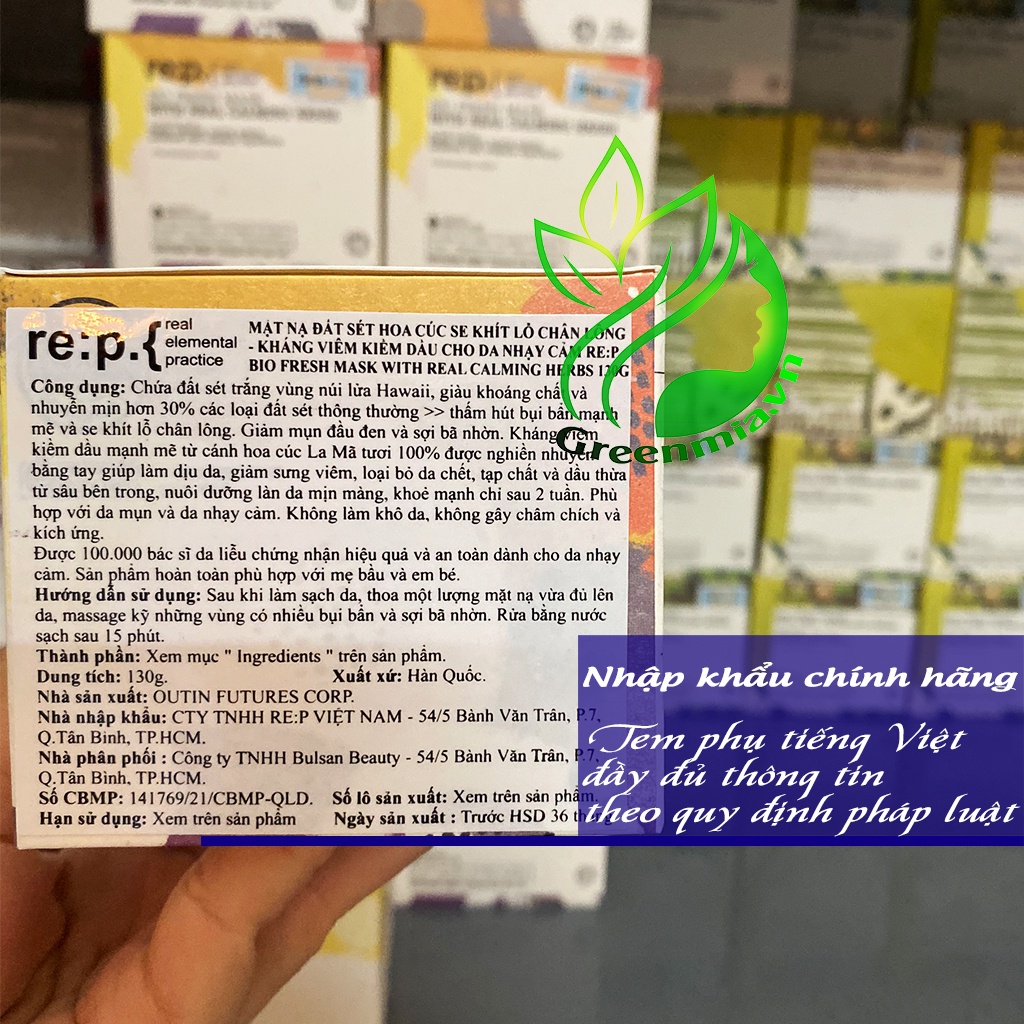 re:p.
re:p.
re:p.{ real
elemental
practice
MẶT NẠ ĐẤT SÉT HOA CÚC SE KHÍT LỖ CHÂN LÔNG
- KHÁNG VIÊM KIỀM DẦU CHO DA NHẠY CẢM RE:P
BIO FRESH MASK WITH REAL CALMING HERBS 130G
Công dụng: Chứa đất sét trắng vùng núi lửa Hawaii, giàu khoáng chất và
nhuyễn mịn hơn 30% các loại đất sét thông thường >> thấm hút bụi bẩn mạnh
mẽ và se khít lỗ chân lông. Giảm mụn đầu đen và sợi bã nhờn. Kháng viêm
kiềm dầu mạnh mẽ từ cánh hoa cúc La Mã tươi 100% được nghiền nhuyễn
bằng tay giúp làm dịu da, giảm sưng viêm, loại bỏ da chết, tạp chất và dầu thừa
từ sâu bên trong, nuôi dưỡng làn da mịn màng, khoẻ mạnh chỉ sau 2 tuần. Phù
hợp với da mụn và da nhạy cảm. Không làm khô da, không gây châm chích và
kích ứng.
Được 100.000 bác sĩ da liễu chứng nhận hiệu quả và an toàn dành cho da nhạy
cảm. Sản phẩm hoàn toàn phù hợp với mẹ bầu và em bé.
Hướng dẫn sử dụng: Sau khi làm sạch da, thoa một lượng mặt nạ vừa đủ lên
da, massage kỹ những vùng có nhiều bụi bẩn và sợi bã nhờn. Rửa bằng nước
sạch sau 15 phút.
Thành phần: Xem mục " Ingredients " trên sản phẩm.
Dung tích: 130g. Xuất xứ: Hàn Quốc.
Nhà sản xuất: OUTIN FUTURES CORP.
Nhà nhập khẩu: CTY TNHH RE:P VIỆT NAM - 54/5 Bành Văn Trân, P.7,
Q.Tân Bình, TP.HCM.
Nhà phân phối : Công ty TNHH Bulsan Beauty - 54/5 Bành Văn Trân, P.7,
Q.Tân Bình, TP.HCM.
Số CBMP: 141769/21/CBMP-QLD. Số lô sản xuất: Xem trên sản phẩm.
Hạn sử dụng: Xem trên sản phẩm Ngày sản xuất : Trước HSD 36 tháng
Greenmia.vn
Nhập khẩu chính hãng
Tem phụ tiếng Việt
đầy đủ thông tin
theo quy định pháp luật